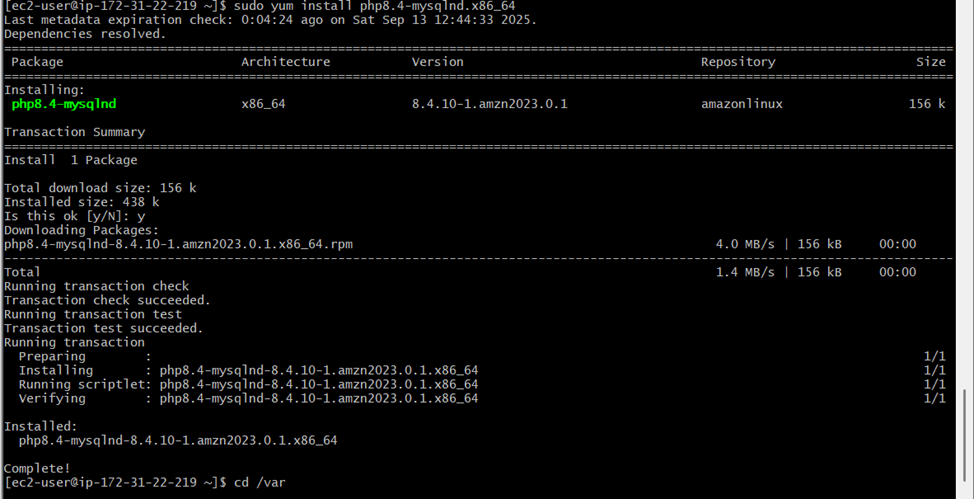 [ec2-user@ip-172-31-22-219 ~]$ sudo yum install php8.4-mysqlnd.x86_64
Last metadata expiration check: 0:04:24 ago on Sat Sep 13 12:44:33 2025.
Dependencies resolved.
================================================================================
Package Architecture Version Repository Size
================================================================================
Installing:
php8.4-mysqlnd x86_64 8.4.10-1.amzn2023.0.1 amazonlinux 156 k
Transaction Summary
================================================================================
Install 1 Package
Total download size: 156 k
Installed size: 438 k
Is this ok [y/N]: y
Downloading Packages:
php8.4-mysqlnd-8.4.10-1.amzn2023.0.1.x86_64.rpm 4.0 MB/s | 156 kB 00:00
--------------------------------------------------------------------------------
Total 1.4 MB/s | 156 kB 00:00
Running transaction check
Transaction check succeeded.
Running transaction test
Transaction test succeeded.
Running transaction
Preparing : 1/1
Installing : php8.4-mysqlnd-8.4.10-1.amzn2023.0.1.x86_64 1/1
Running scriptlet: php8.4-mysqlnd-8.4.10-1.amzn2023.0.1.x86_64 1/1
Verifying : php8.4-mysqlnd-8.4.10-1.amzn2023.0.1.x86_64 1/1
Installed:
php8.4-mysqlnd-8.4.10-1.amzn2023.0.1.x86_64
Complete!
[ec2-user@ip-172-31-22-219 ~]$ cd /var